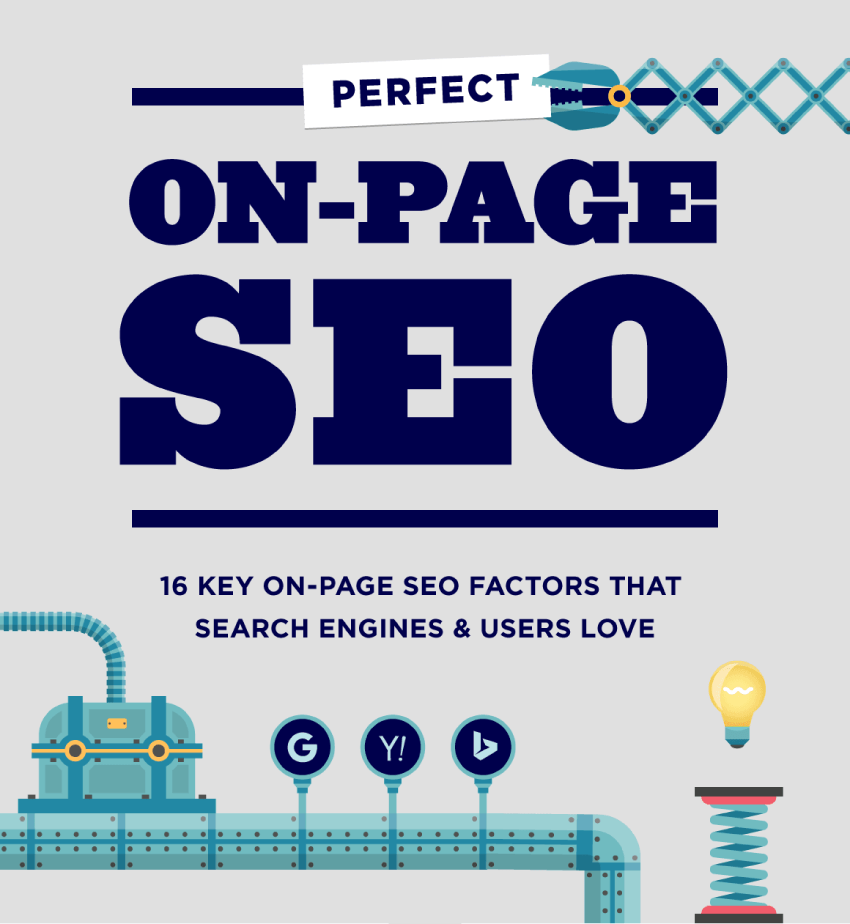 PERFECT
ON-PAGE
SEO
16 KEY ON-PAGE SEO FACTORS THAT
SEARCH ENGINES & USERS LOVE
G Y! b